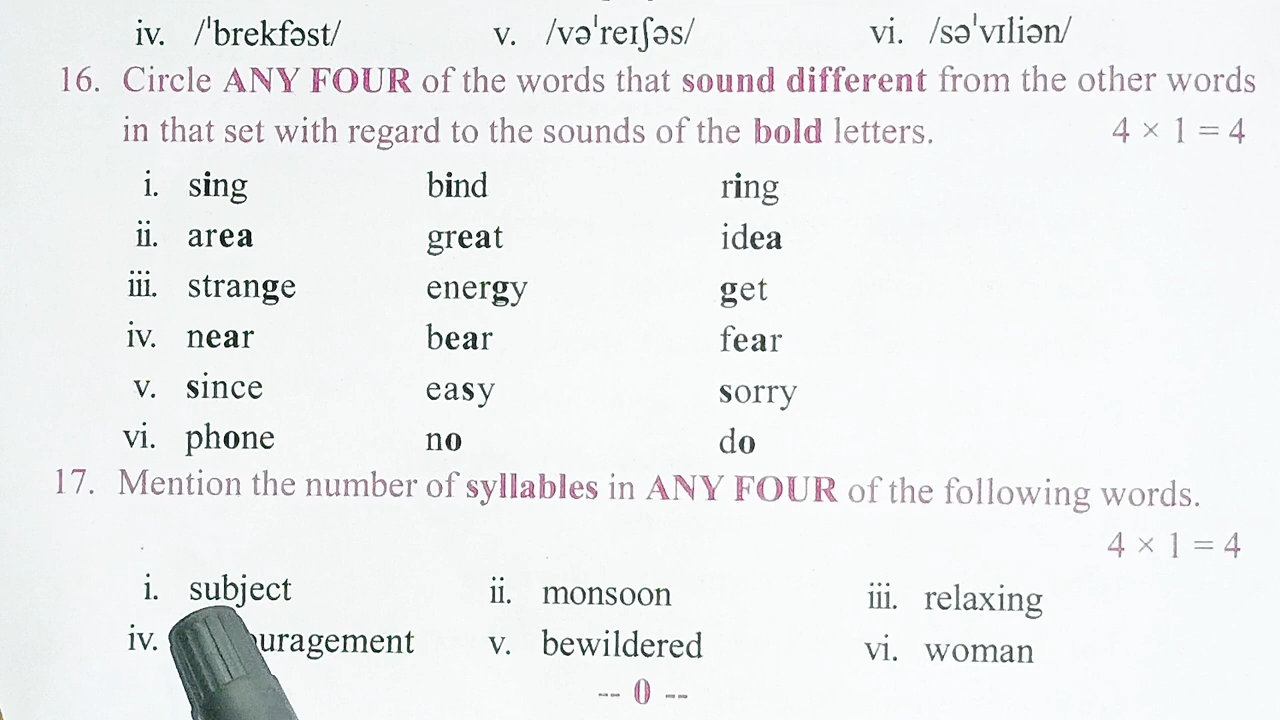 iv. /ˈbrekfəst/ v. /vəˈreɪʃəs/ vi. /səˈvɪliən/
16. Circle ANY FOUR of the words that sound different from the other words
in that set with regard to the sounds of the bold letters. 4 × 1 = 4
i. sing bind ring
ii. area great idea
iii. strange energy get
iv. near bear fear
v. since easy sorry
vi. phone no do
17. Mention the number of syllables in ANY FOUR of the following words.
4 × 1 = 4
i. subject ii. monsoon iii. relaxing
iv. v. bewildered vi. woman
-- 0 --